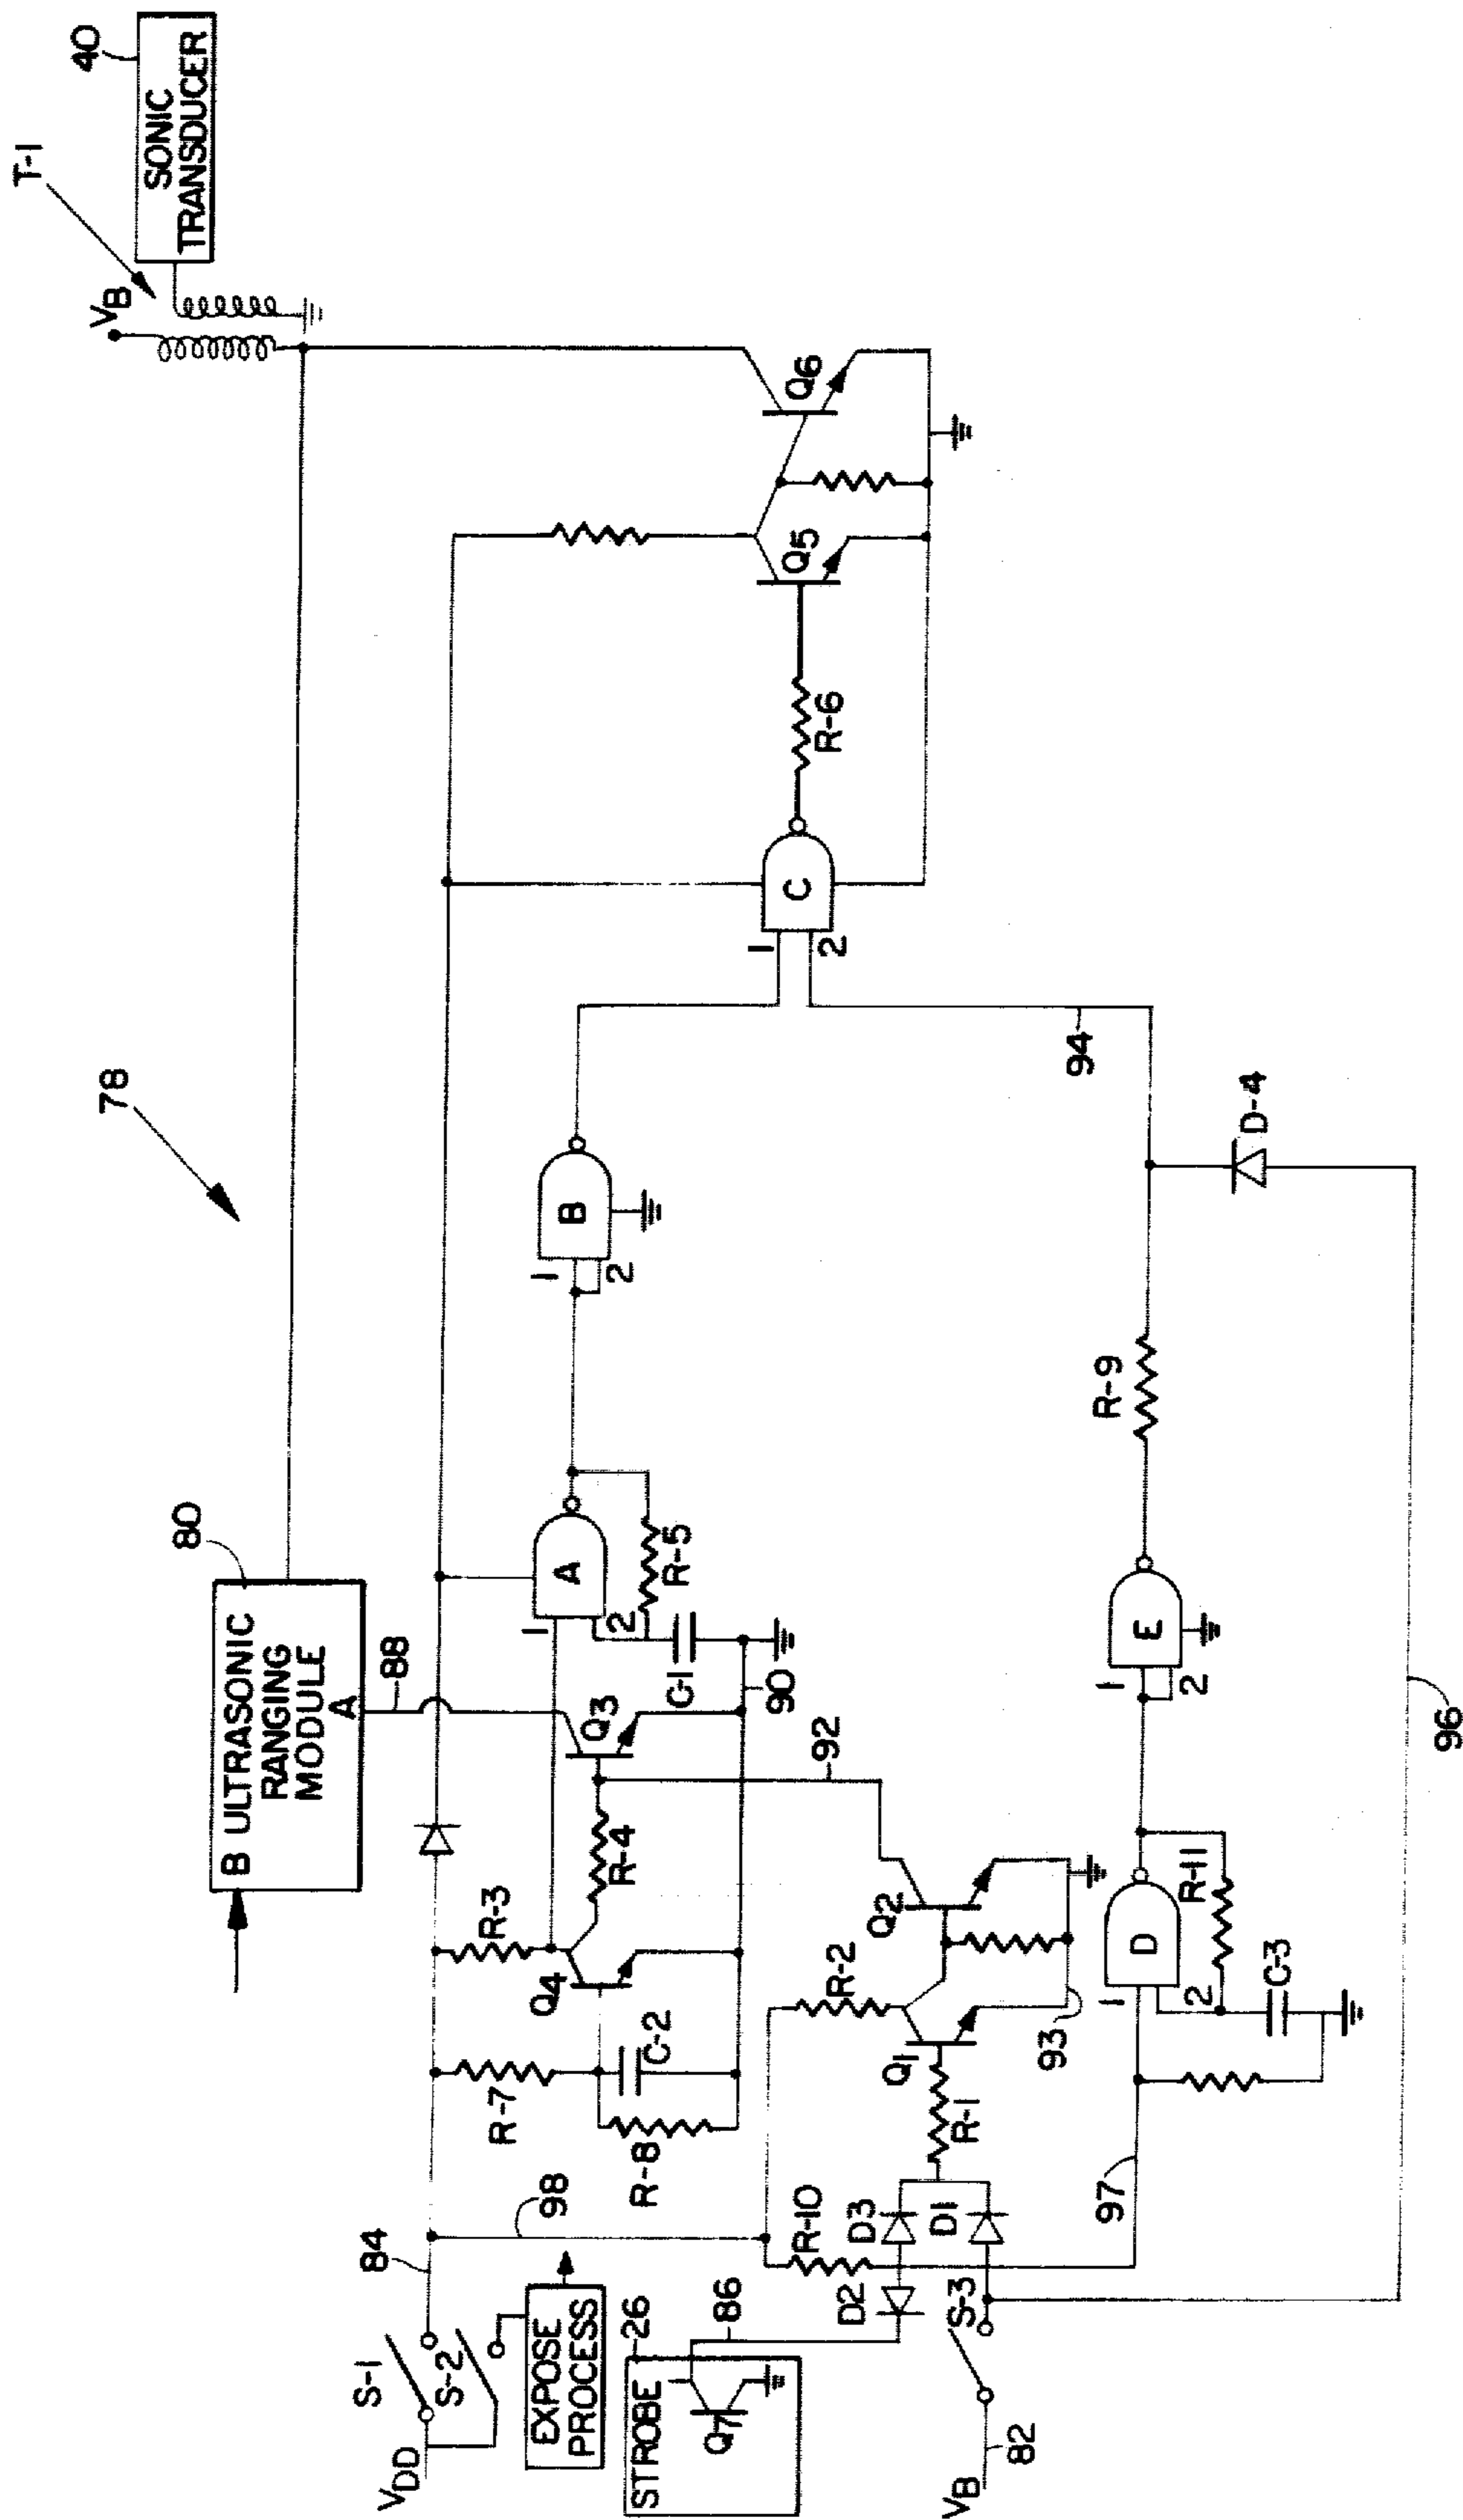 40
SONIC
TRANSDUCER
T-1
VB
78
80
B ULTRASONIC
RANGING
MODULE
A
88
Q6
Q5
R-6
C
1
2
94
B
1
2
A
1
2
R-5
C-1
90
Q3
92
R-4
R-3
Q4
C-2
R-7
R-8
98
84
S-1
S-2
VDD
EXPOSE
PROCESS
26
STROBE
Q7
86
D2
D3
D1
S-3
VB
82
R-10
R-1
Q1
R-2
Q2
93
97
D
1
2
R-11
C-3
E
1
2
R-9
D-4
96